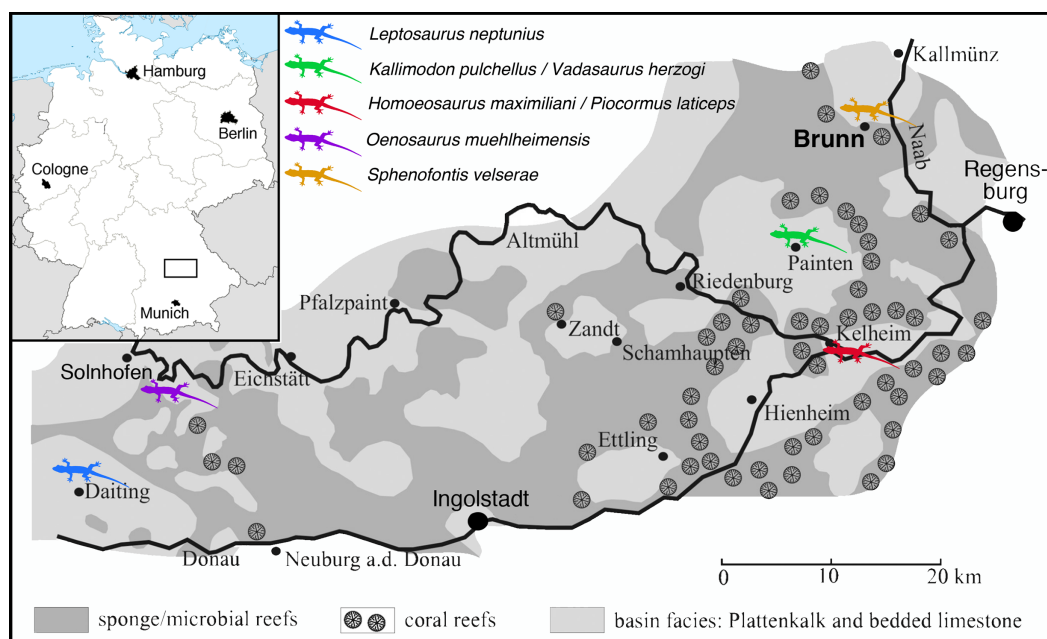 Hamburg
Berlin
Cologne
Munich
Leptosaurus neptunius
Kallimodon pulchellus / Vadasaurus herzogi
Homoeosaurus maximiliani / Piocormus laticeps
Oenosaurus muehlheimensis
Sphenofontis velserae
Kallmünz
Brunn
Naab
Regens-
burg
Altmühl
Painten
Riedenburg
Pfalzpaint
Zandt
Schamhaupten
Kelheim
Solnhofen
Eichstätt
Hienheim
Ettling
Daiting
Ingolstadt
Donau
Neuburg a.d. Donau
0 10 20 km
sponge/microbial reefs
coral reefs
basin facies: Plattenkalk and bedded limestone